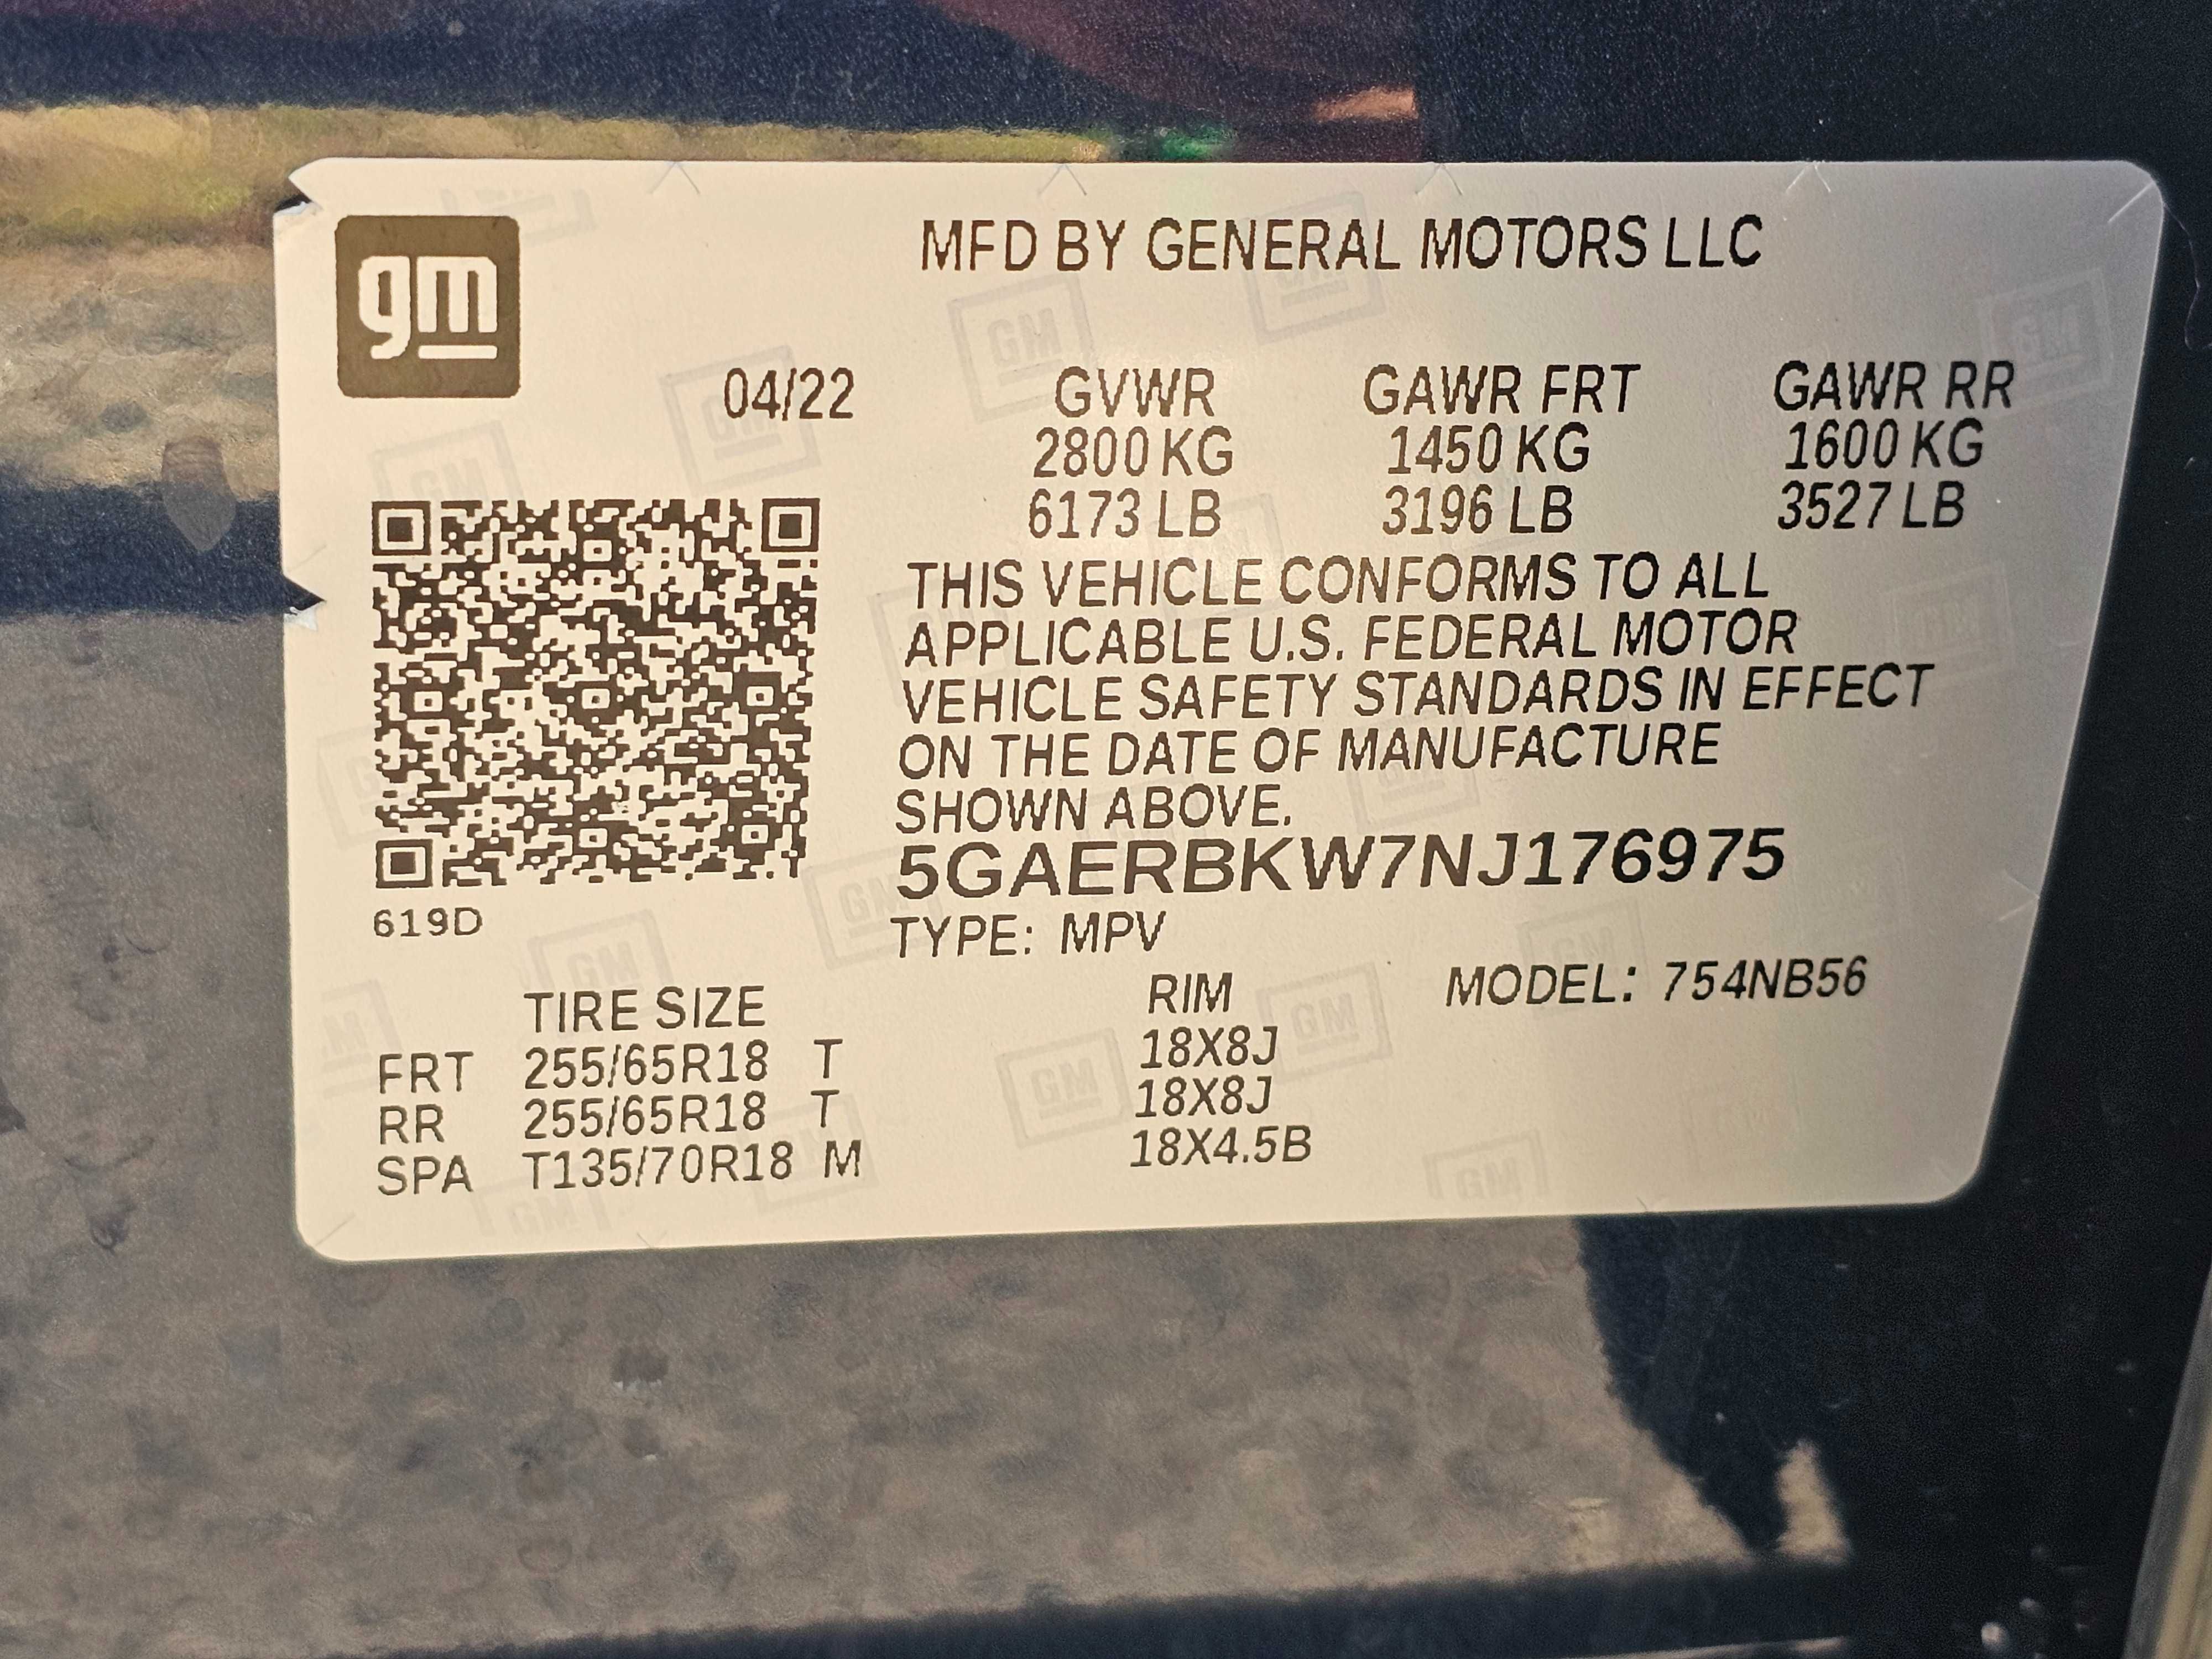 gm
MFD BY GENERAL MOTORS LLC
04/22 GVWR GAWR FRT GAWR RR
2800 KG 1450 KG 1600 KG
6173 LB 3196 LB 3527 LB
THIS VEHICLE CONFORMS TO ALL
APPLICABLE U.S. FEDERAL MOTOR
VEHICLE SAFETY STANDARDS IN EFFECT
ON THE DATE OF MANUFACTURE
SHOWN ABOVE.
5GAERBKW7NJ176975
619D
TYPE: MPV
TIRE SIZE RIM MODEL: 754NB56
FRT 255/65R18 T 18X8J
RR 255/65R18 T 18X8J
SPA T135/70R18 M 18X4.5B